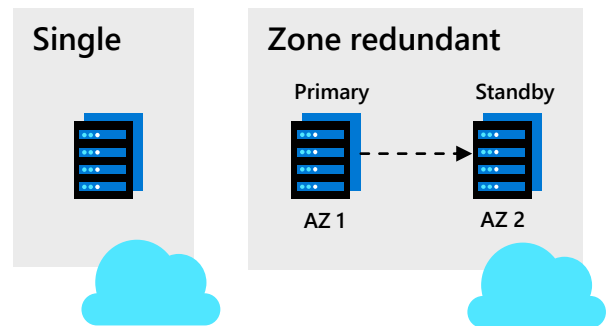 Single
Zone redundant
Primary
Standby
AZ 1
AZ 2